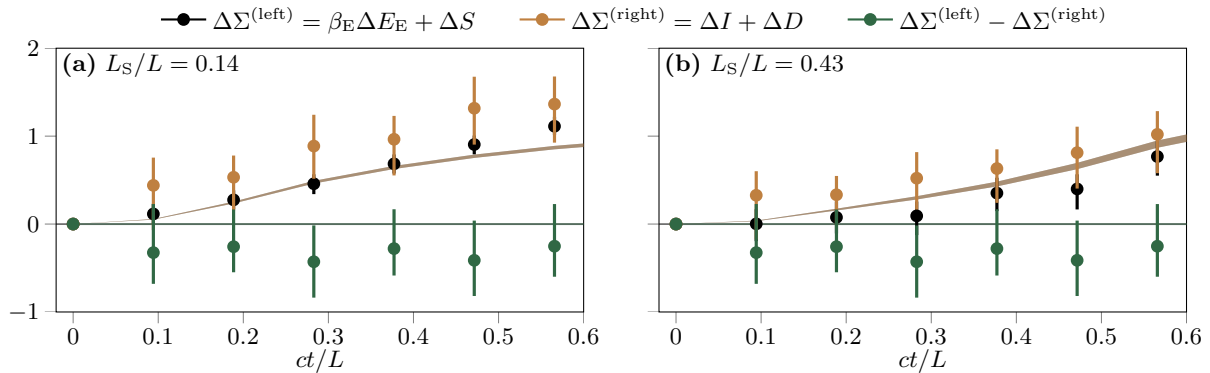 ΔΣ^(left) = β_E ΔE_E + ΔS ΔΣ^(right) = ΔI + ΔD ΔΣ^(left) − ΔΣ^(right)
(a) L_S/L = 0.14
(b) L_S/L = 0.43
2
1
0
−1
0 0.1 0.2 0.3 0.4 0.5 0.6
0 0.1 0.2 0.3 0.4 0.5 0.6
ct/L
ct/L